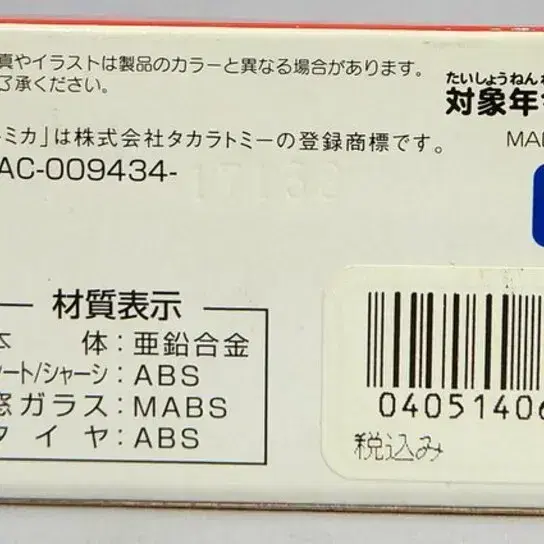 真やイラストは製品のカラーと異なる場合があります。
了承ください。
たいしょうねん
対象年
ミカ」は株式会社タカラトミーの登録商標です。
AC-009434-
MA
材質表示
本 体：亜鉛合金
シート/シャーシ：ABS
窓ガラス：MABS
タイヤ：ABS
04051406
税込み